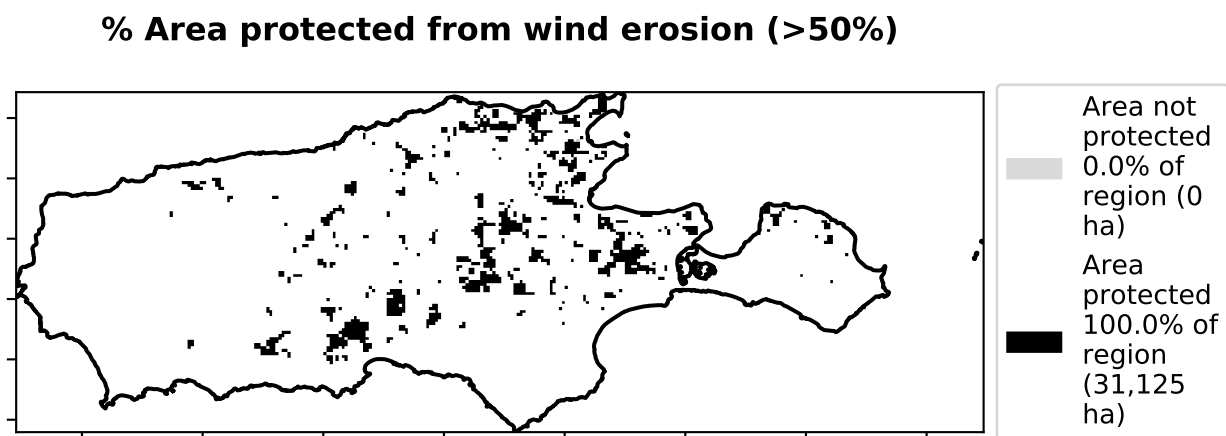 % Area protected from wind erosion (>50%)
Area not
protected
0.0% of
region (0
ha)
Area
protected
100.0% of
region
(31,125
ha)